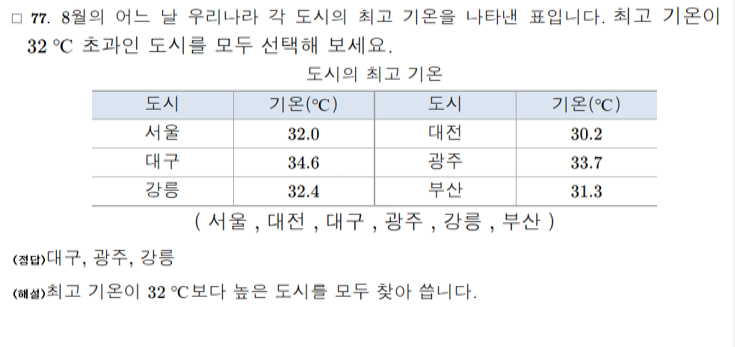 □ 77. 8월의 어느 날 우리나라 각 도시의 최고 기온을 나타낸 표입니다. 최고 기온이
32 ℃ 초과인 도시를 모두 선택해 보세요.
도시의 최고 기온
도시 기온(℃) 도시 기온(℃)
서울 32.0 대전 30.2
대구 34.6 광주 33.7
강릉 32.4 부산 31.3
( 서울 , 대전 , 대구 , 광주 , 강릉 , 부산 )
(정답)대구, 광주, 강릉
(해설)최고 기온이 32 ℃보다 높은 도시를 모두 찾아 씁니다.